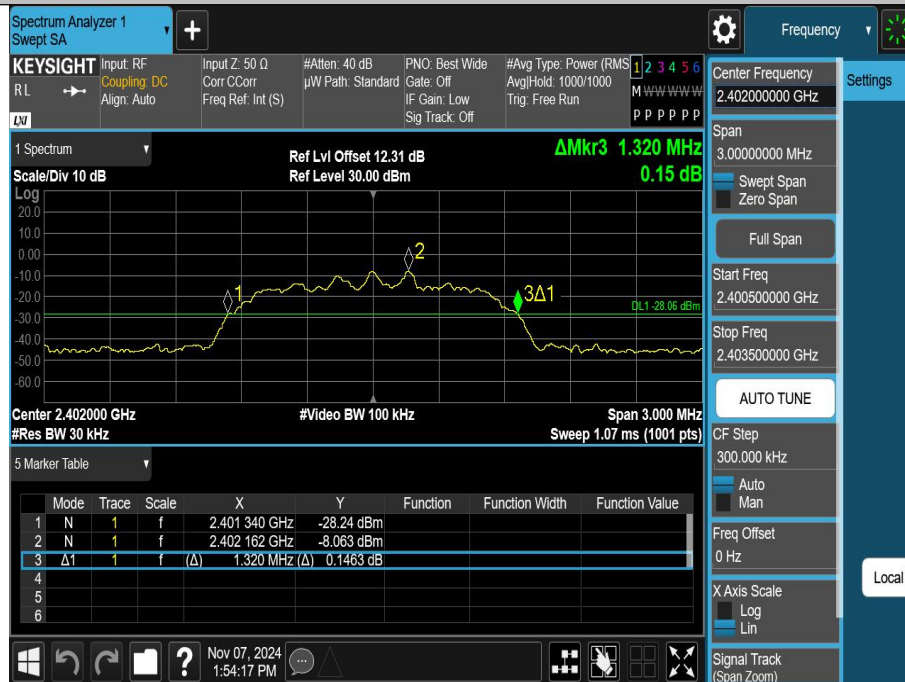 Spectrum Analyzer 1
Swept SA
+
Frequency
KEYSIGHT
RL
LXI
Input: RF
Coupling: DC
Align: Auto
Input Z: 50 Ω
Corr CCorr
Freq Ref: Int (S)
#Atten: 40 dB
µW Path: Standard
PNO: Best Wide
Gate: Off
IF Gain: Low
Sig Track: Off
#Avg Type: Power (RMS
Avg|Hold: 1000/1000
Trig: Free Run
1 2 3 4 5 6
M W W W W W
P P P P P P
1 Spectrum
Scale/Div 10 dB
Ref Lvl Offset 12.31 dB
Ref Level 30.00 dBm
ΔMkr3 1.320 MHz
0.15 dB
Log
20.0
10.0
0.00
-10.0
-20.0
-30.0
-40.0
-50.0
-60.0
1
2
3Δ1
DL1 -28.06 dBm
Center 2.402000 GHz
#Video BW 100 kHz
Span 3.000 MHz
#Res BW 30 kHz
Sweep 1.07 ms (1001 pts)
5 Marker Table
Mode Trace Scale X Y Function Function Width Function Value
1 N 1 f 2.401 340 GHz -28.24 dBm
2 N 1 f 2.402 162 GHz -8.063 dBm
3 Δ1 1 f (Δ) 1.320 MHz (Δ) 0.1463 dB
4
5
6
?
Nov 07, 2024
1:54:17 PM
Center Frequency
2.402000000 GHz
Span
3.00000000 MHz
Swept Span
Zero Span
Full Span
Start Freq
2.400500000 GHz
Stop Freq
2.403500000 GHz
AUTO TUNE
CF Step
300.000 kHz
Auto
Man
Freq Offset
0 Hz
X Axis Scale
Log
Lin
Signal Track
(Span Zoom)
Settings
Local